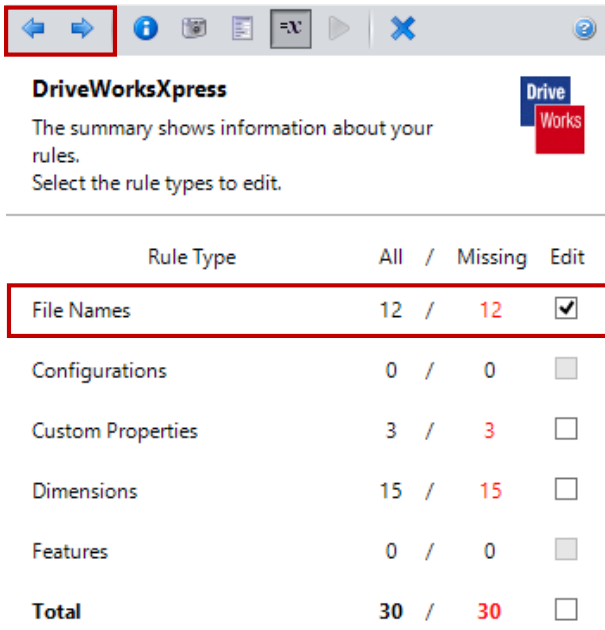 =x
DriveWorksXpress
Drive
Works
The summary shows information about your
rules.
Select the rule types to edit.
Rule Type All / Missing Edit
File Names 12 / 12
Configurations 0 / 0
Custom Properties 3 / 3
Dimensions 15 / 15
Features 0 / 0
Total 30 / 30